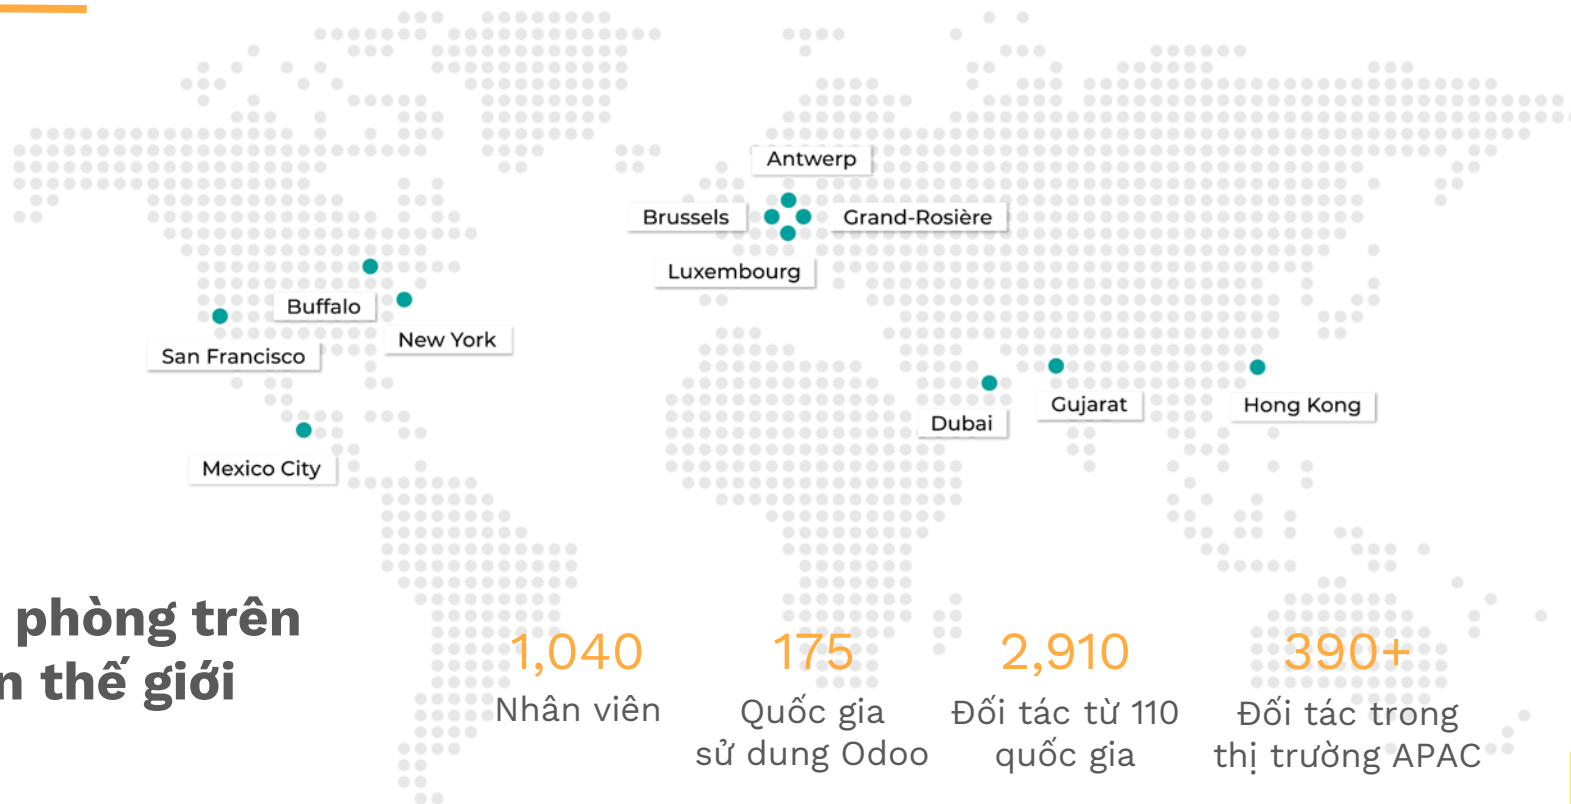 Antwerp
Brussels
Grand-Rosière
Luxembourg
Buffalo
New York
San Francisco
Mexico City
Dubai
Gujarat
Hong Kong
phòng trên
n thế giới
1,040
Nhân viên
175
Quốc gia
sử dung Odoo
2,910
Đối tác từ 110
quốc gia
390+
Đối tác trong
thị trường APAC